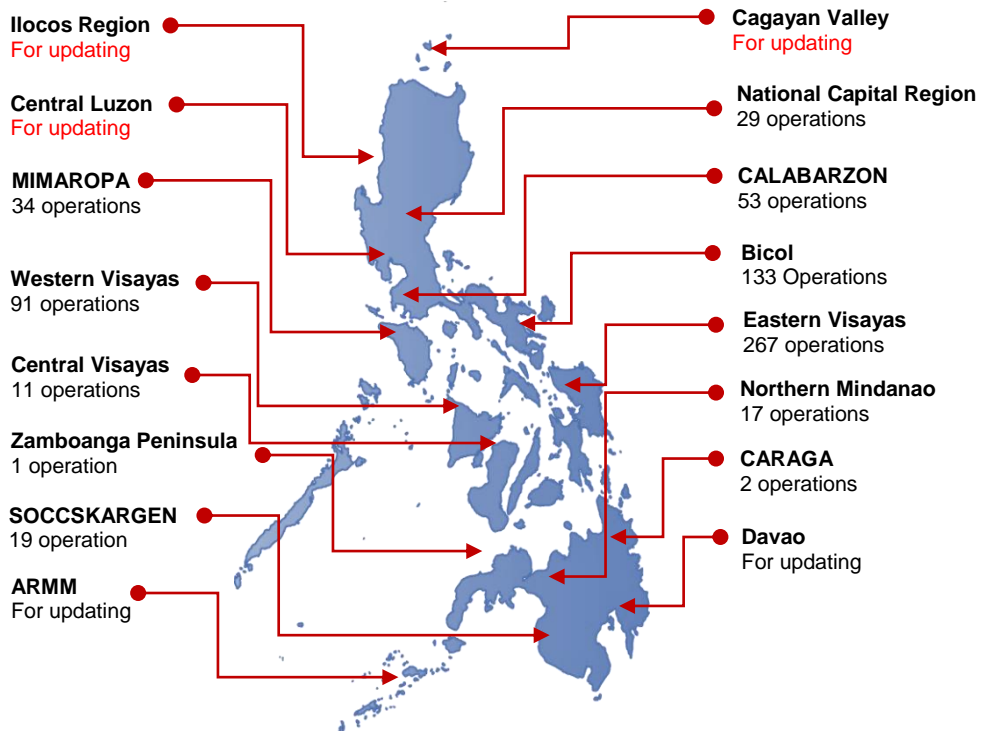 Ilocos Region
For updating
Central Luzon
For updating
MIMAROPA
34 operations
Western Visayas
91 operations
Central Visayas
11 operations
Zamboanga Peninsula
1 operation
SOCCSKARGEN
19 operation
ARMM
For updating
Cagayan Valley
For updating
National Capital Region
29 operations
CALABARZON
53 operations
Bicol
133 Operations
Eastern Visayas
267 operations
Northern Mindanao
17 operations
CARAGA
2 operations
Davao
For updating